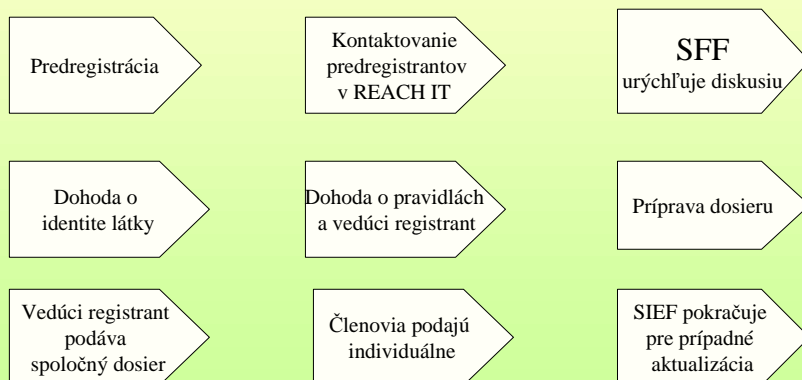 Predregistrácia
Kontaktovanie
predregistrantov
v REACH IT
SFF
urýchľuje diskusiu
Dohoda o
identite látky
Dohoda o pravidlách
a vedúci registrant
Príprava dosieru
Vedúci registrant
podáva
spoločný dosier
Členovia podajú
individuálne
SIEF pokračuje
pre prípadné
aktualizácia